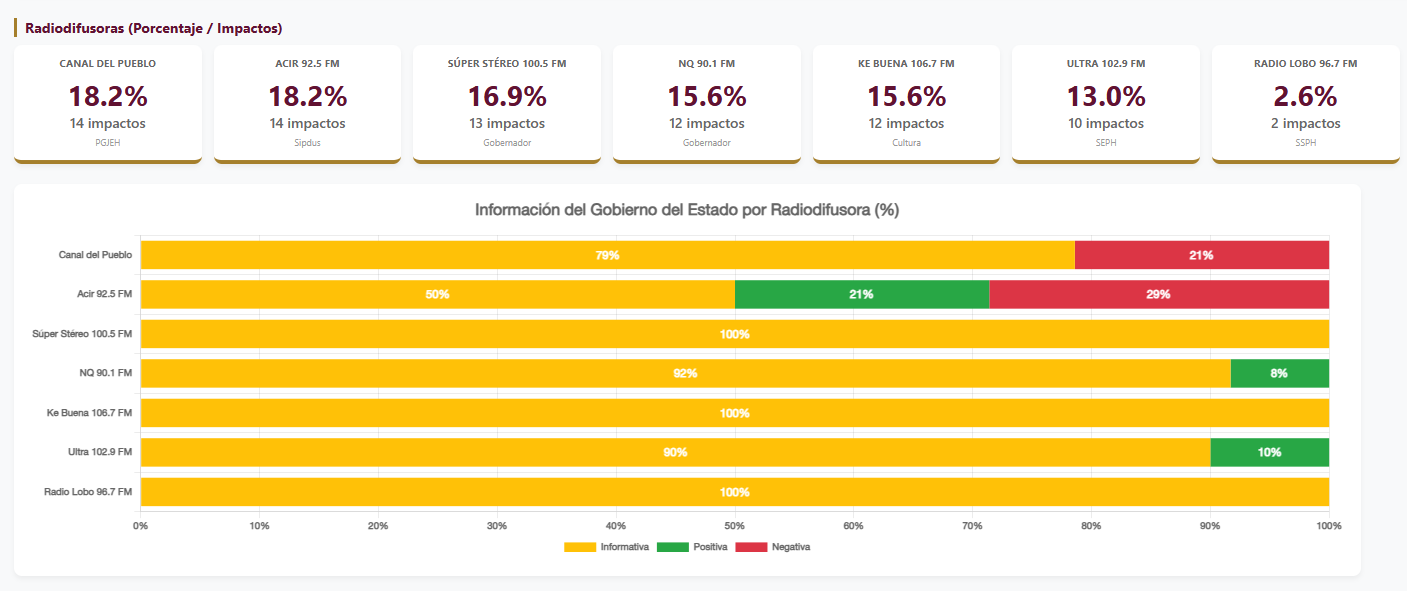 Radiodifusoras (Porcentaje / Impactos)
CANAL DEL PUEBLO
18.2%
14 impactos
PGJEH
ACIR 92.5 FM
18.2%
14 impactos
Sipdus
SÚPER STÉREO 100.5 FM
16.9%
13 impactos
Gobernador
NQ 90.1 FM
15.6%
12 impactos
Gobernador
KE BUENA 106.7 FM
15.6%
12 impactos
Cultura
ULTRA 102.9 FM
13.0%
10 impactos
SEPH
RADIO LOBO 96.7 FM
2.6%
2 impactos
SSPH
Información del Gobierno del Estado por Radiodifusora (%)
Canal del Pueblo 79% 21%
Acir 92.5 FM 50% 21% 29%
Súper Stéreo 100.5 FM 100%
NQ 90.1 FM 92% 8%
Ke Buena 106.7 FM 100%
Ultra 102.9 FM 90% 10%
Radio Lobo 96.7 FM 100%
0% 10% 20% 30% 40% 50% 60% 70% 80% 90% 100%
Informativa Positiva Negativa